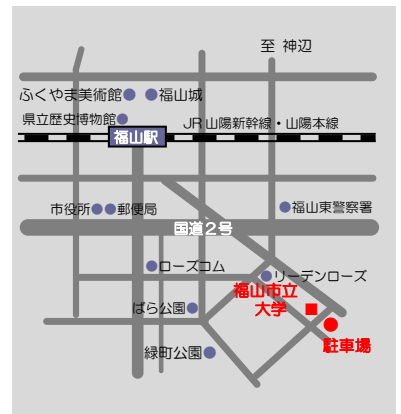 至 神辺
ふくやま美術館
福山城
県立歴史博物館
福山駅
JR山陽新幹線・山陽本線
市役所
郵便局
福山東警察署
国道2号
ローズコム
リーデンローズ
福山市立
大学
ばら公園
駐車場
緑町公園